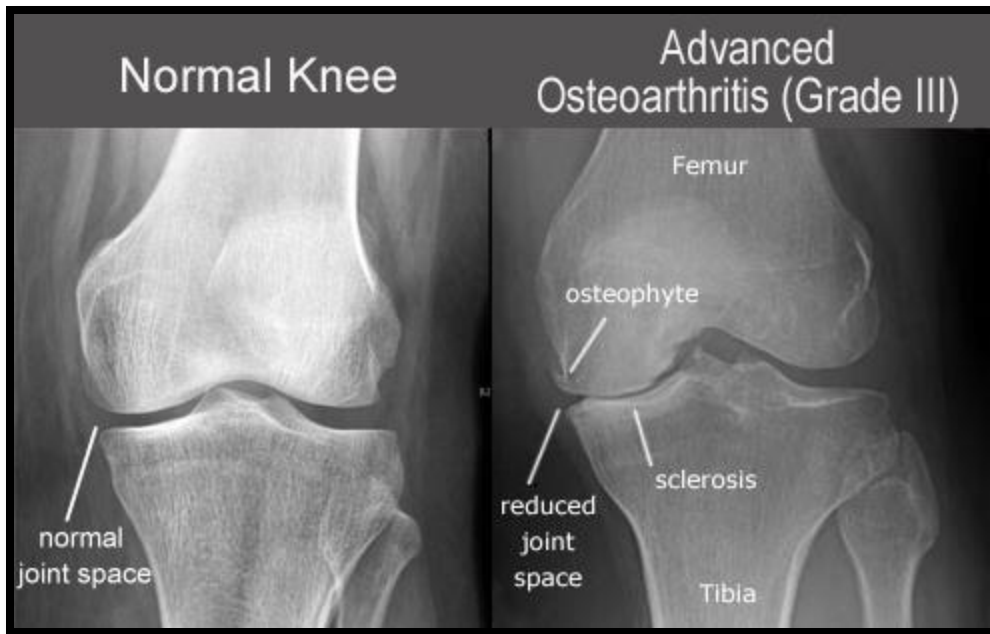 Normal Knee
Advanced
Osteoarthritis (Grade III)
normal
joint space
Femur
osteophyte
sclerosis
reduced
joint
space
Tibia